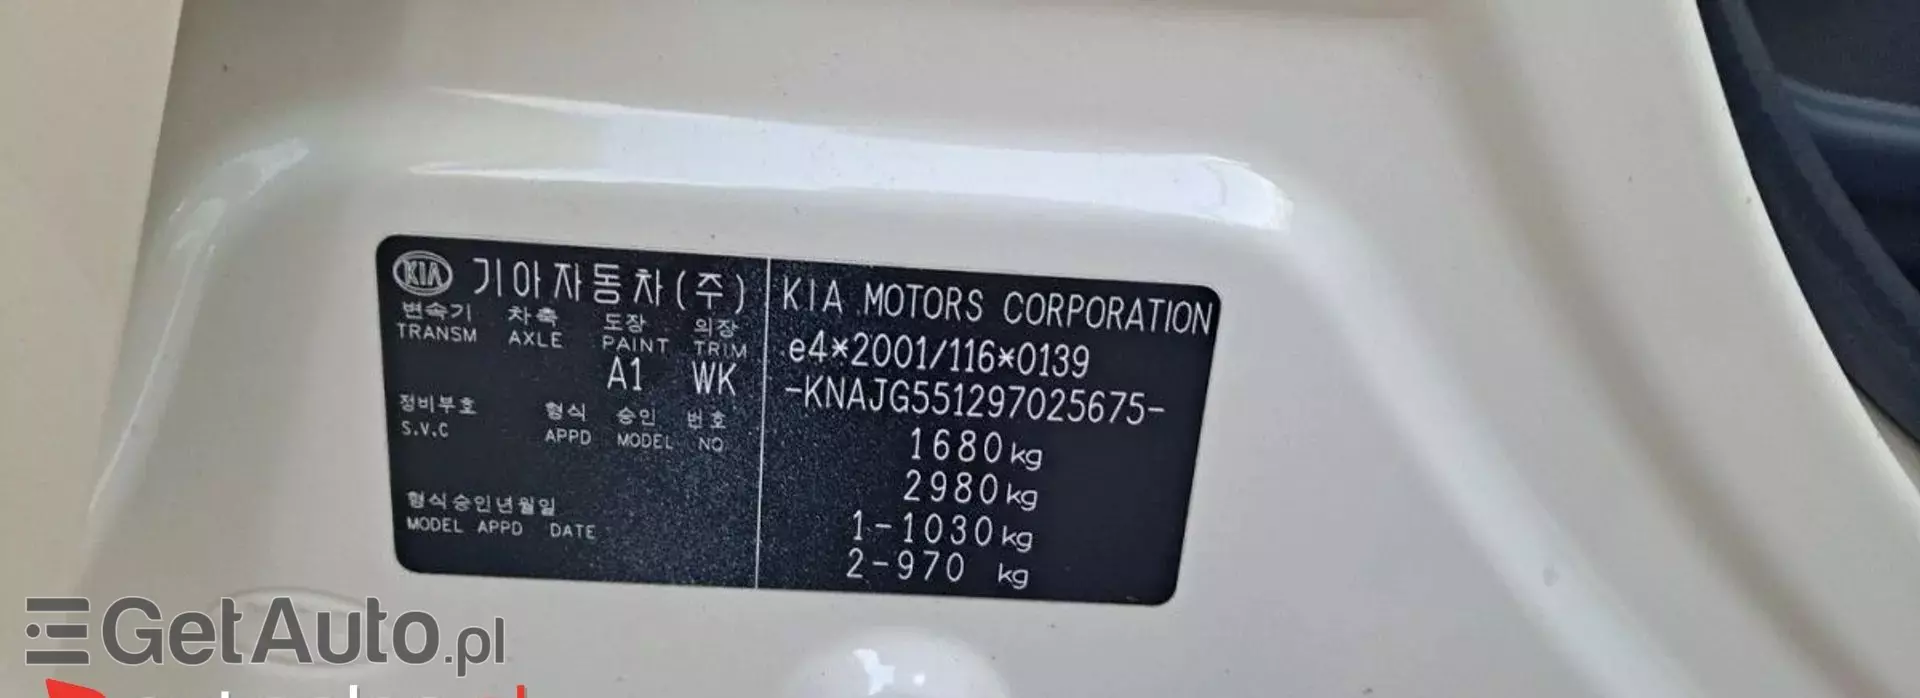 KIA 기아자동차(주)
변속기 차축 도장 의장
TRANSM AXLE PAINT TRIM
A1 WK
정비부호 형식 승인 번호
S.V.C APPD MODEL NO
형식승인년월일
MODEL APPD DATE
KIA MOTORS CORPORATION
e4*2001/116*0139
-KNAJG551297025675-
1680kg
2980kg
1-1030kg
2-970 kg
GetAuto.pl